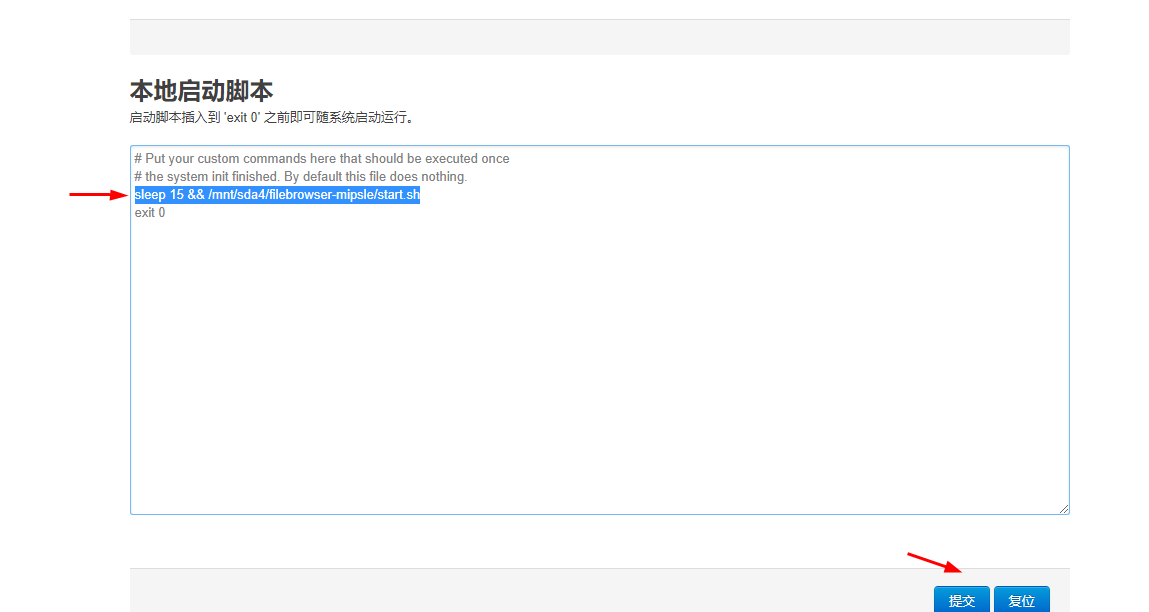 本地启动脚本
启动脚本插入到 'exit 0' 之前即可随系统启动运行。
# Put your custom commands here that should be executed once
# the system init finished. By default this file does nothing.
sleep 15 && /mnt/sda4/filebrowser-mipsle/start.sh
exit 0
提交 复位